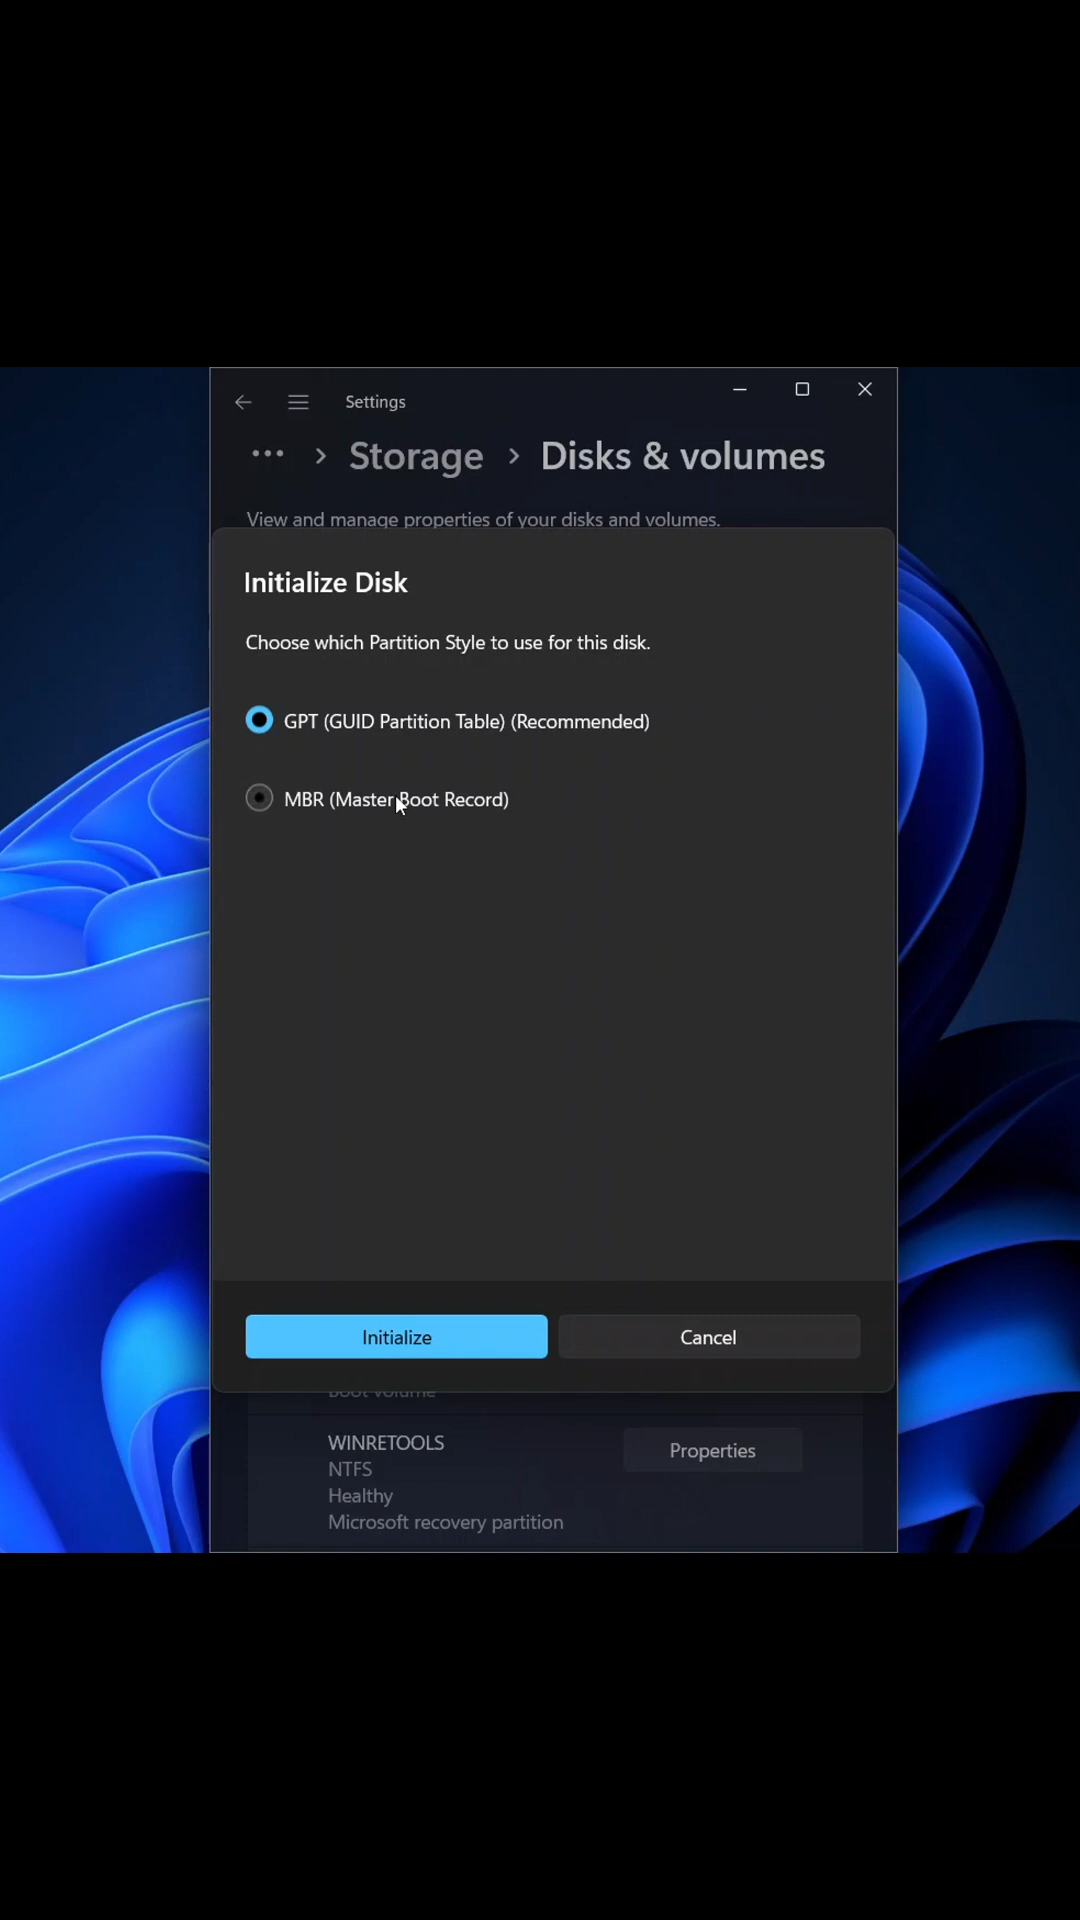 Settings
... > Storage > Disks & volumes
View and manage properties of your disks and volumes.
Initialize Disk
Choose which Partition Style to use for this disk.
GPT (GUID Partition Table) (Recommended)
MBR (Master Boot Record)
Initialize Cancel
Boot volume
WINRETOOLS Properties
NTFS
Healthy
Microsoft recovery partition